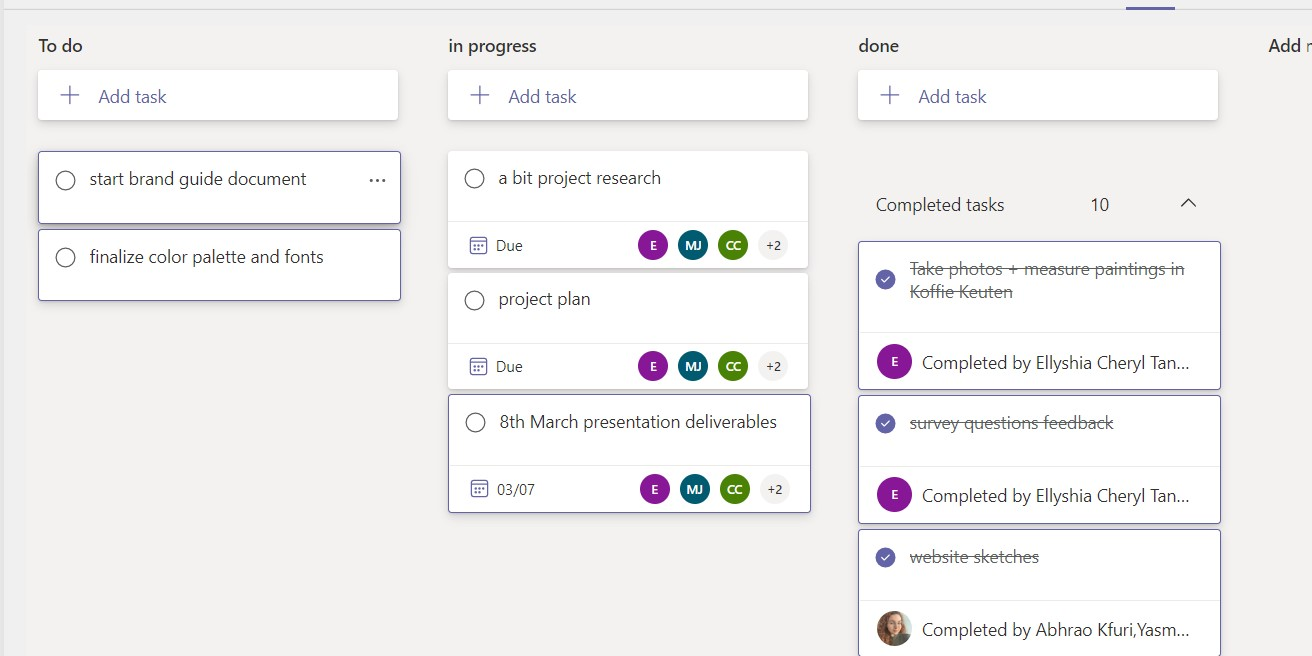 To do
in progress
done
Add
Add task
Add task
Add task
start brand guide document
finalize color palette and fonts
a bit project research
Due
E MJ CC +2
project plan
Due
E MJ CC +2
8th March presentation deliverables
03/07
E MJ CC +2
Completed tasks 10
Take photos + measure paintings in
Koffie Keuten
E Completed by Ellyshia Cheryl Tan...
survey questions feedback
E Completed by Ellyshia Cheryl Tan...
website sketches
Completed by Abhrao Kfuri,Yasm...